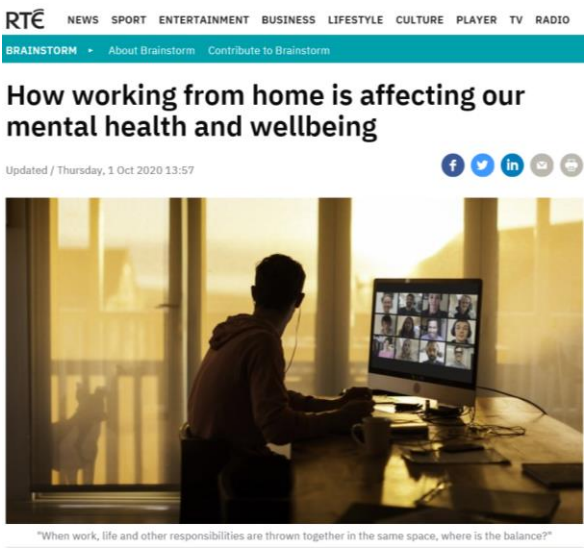 RTÉ NEWS SPORT ENTERTAINMENT BUSINESS LIFESTYLE CULTURE PLAYER TV RADIO
BRAINSTORM About Brainstorm Contribute to Brainstorm
How working from home is affecting our
mental health and wellbeing
Updated / Thursday, 1 Oct 2020 13:57
f in
"When work, life and other responsibilities are thrown together in the same space, where is the balance?"